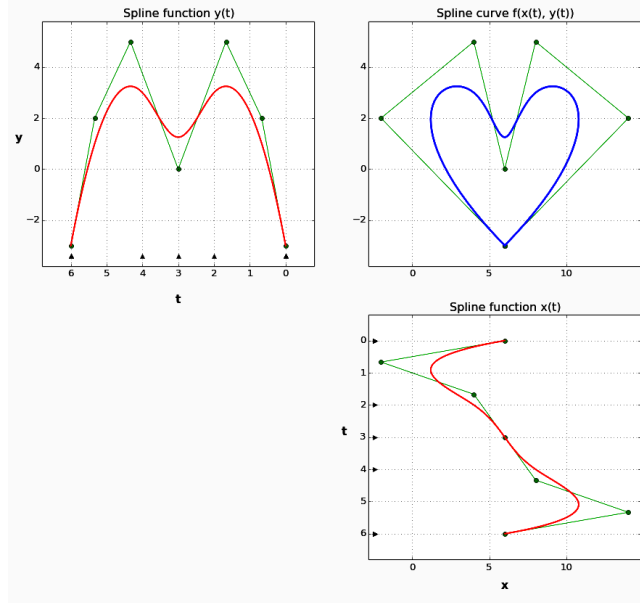 Spline function y(t)
4
2
0
−2
y
6 5 4 3 2 1 0
t
Spline curve f(x(t), y(t))
4
2
0
−2
0 5 10
Spline function x(t)
0
1
2
3
4
5
6
t
0 5 10
x